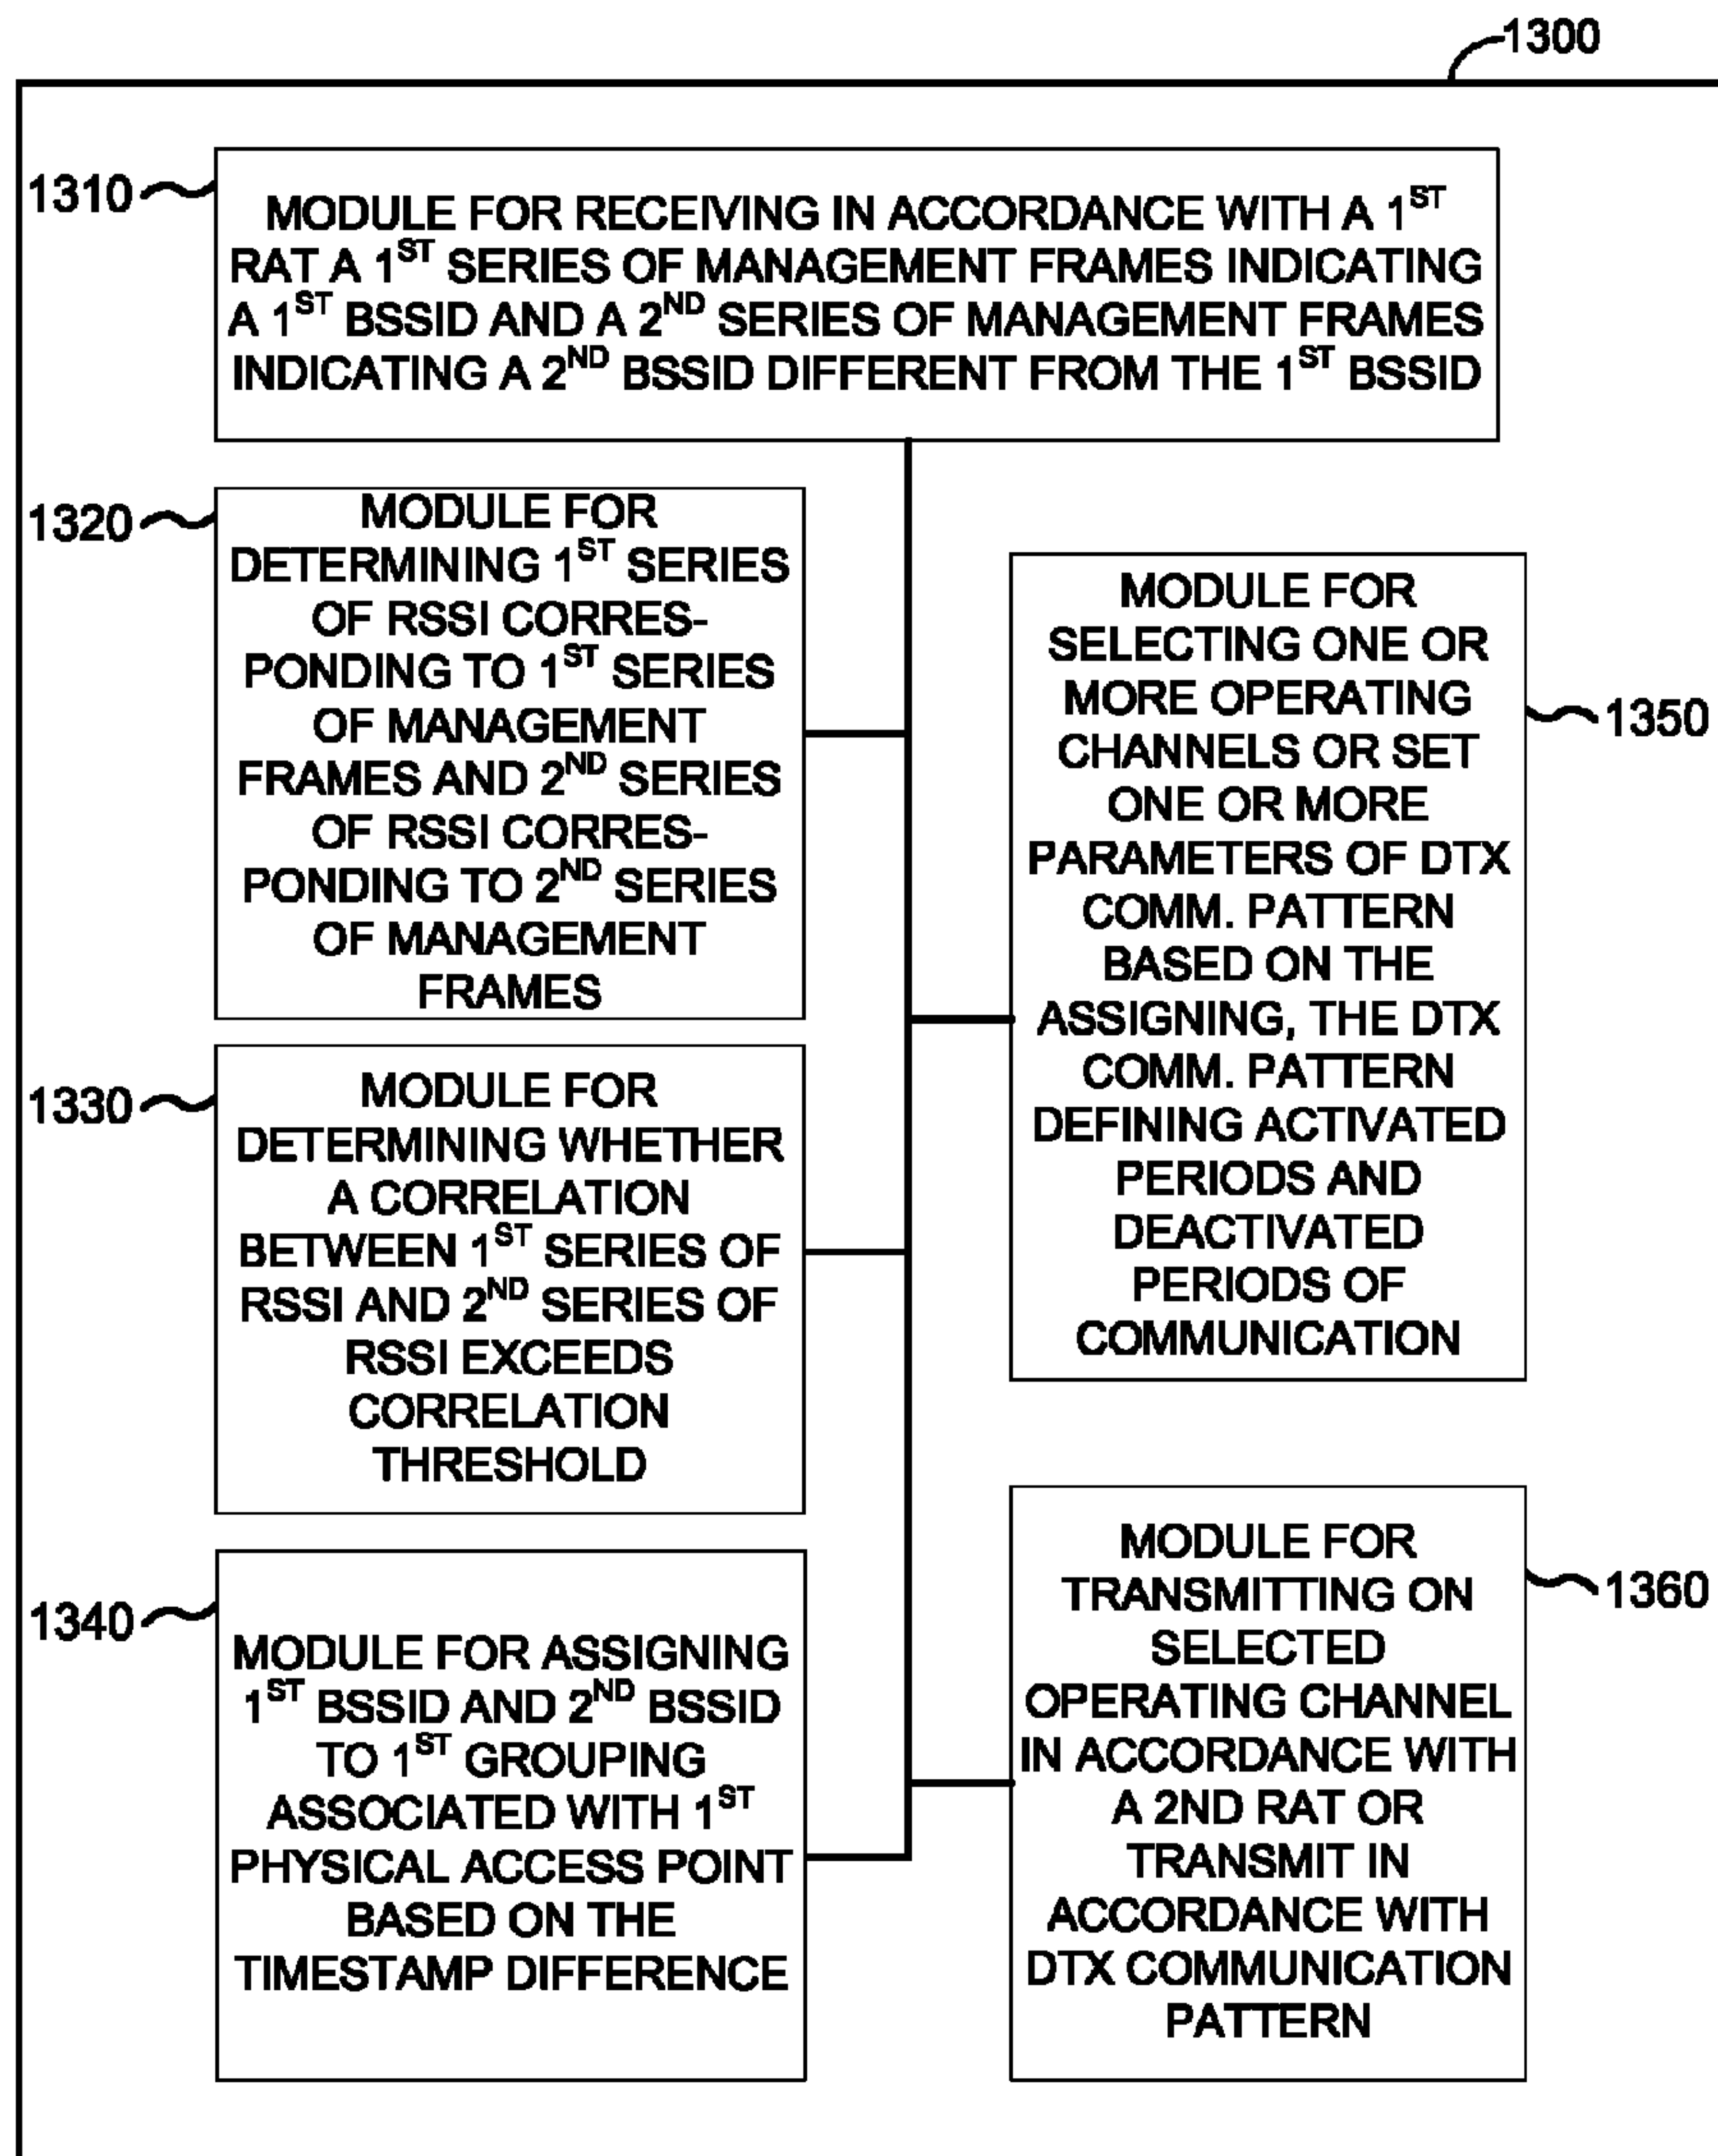 1300
1310
MODULE FOR RECEIVING IN ACCORDANCE WITH A 1ST
RAT A 1ST SERIES OF MANAGEMENT FRAMES INDICATING
A 1ST BSSID AND A 2ND SERIES OF MANAGEMENT FRAMES
INDICATING A 2ND BSSID DIFFERENT FROM THE 1ST BSSID
1320
MODULE FOR
DETERMINING 1ST SERIES
OF RSSI CORRES-
PONDING TO 1ST SERIES
OF MANAGEMENT
FRAMES AND 2ND SERIES
OF RSSI CORRES-
PONDING TO 2ND SERIES
OF MANAGEMENT
FRAMES
1330
MODULE FOR
DETERMINING WHETHER
A CORRELATION
BETWEEN 1ST SERIES OF
RSSI AND 2ND SERIES OF
RSSI EXCEEDS
CORRELATION
THRESHOLD
1340
MODULE FOR ASSIGNING
1ST BSSID AND 2ND BSSID
TO 1ST GROUPING
ASSOCIATED WITH 1ST
PHYSICAL ACCESS POINT
BASED ON THE
TIMESTAMP DIFFERENCE
MODULE FOR
SELECTING ONE OR
MORE OPERATING
CHANNELS OR SET
ONE OR MORE
PARAMETERS OF DTX
COMM. PATTERN
BASED ON THE
ASSIGNING, THE DTX
COMM. PATTERN
DEFINING ACTIVATED
PERIODS AND
DEACTIVATED
PERIODS OF
COMMUNICATION
1350
MODULE FOR
TRANSMITTING ON
SELECTED
OPERATING CHANNEL
IN ACCORDANCE WITH
A 2ND RAT OR
TRANSMIT IN
ACCORDANCE WITH
DTX COMMUNICATION
PATTERN
1360